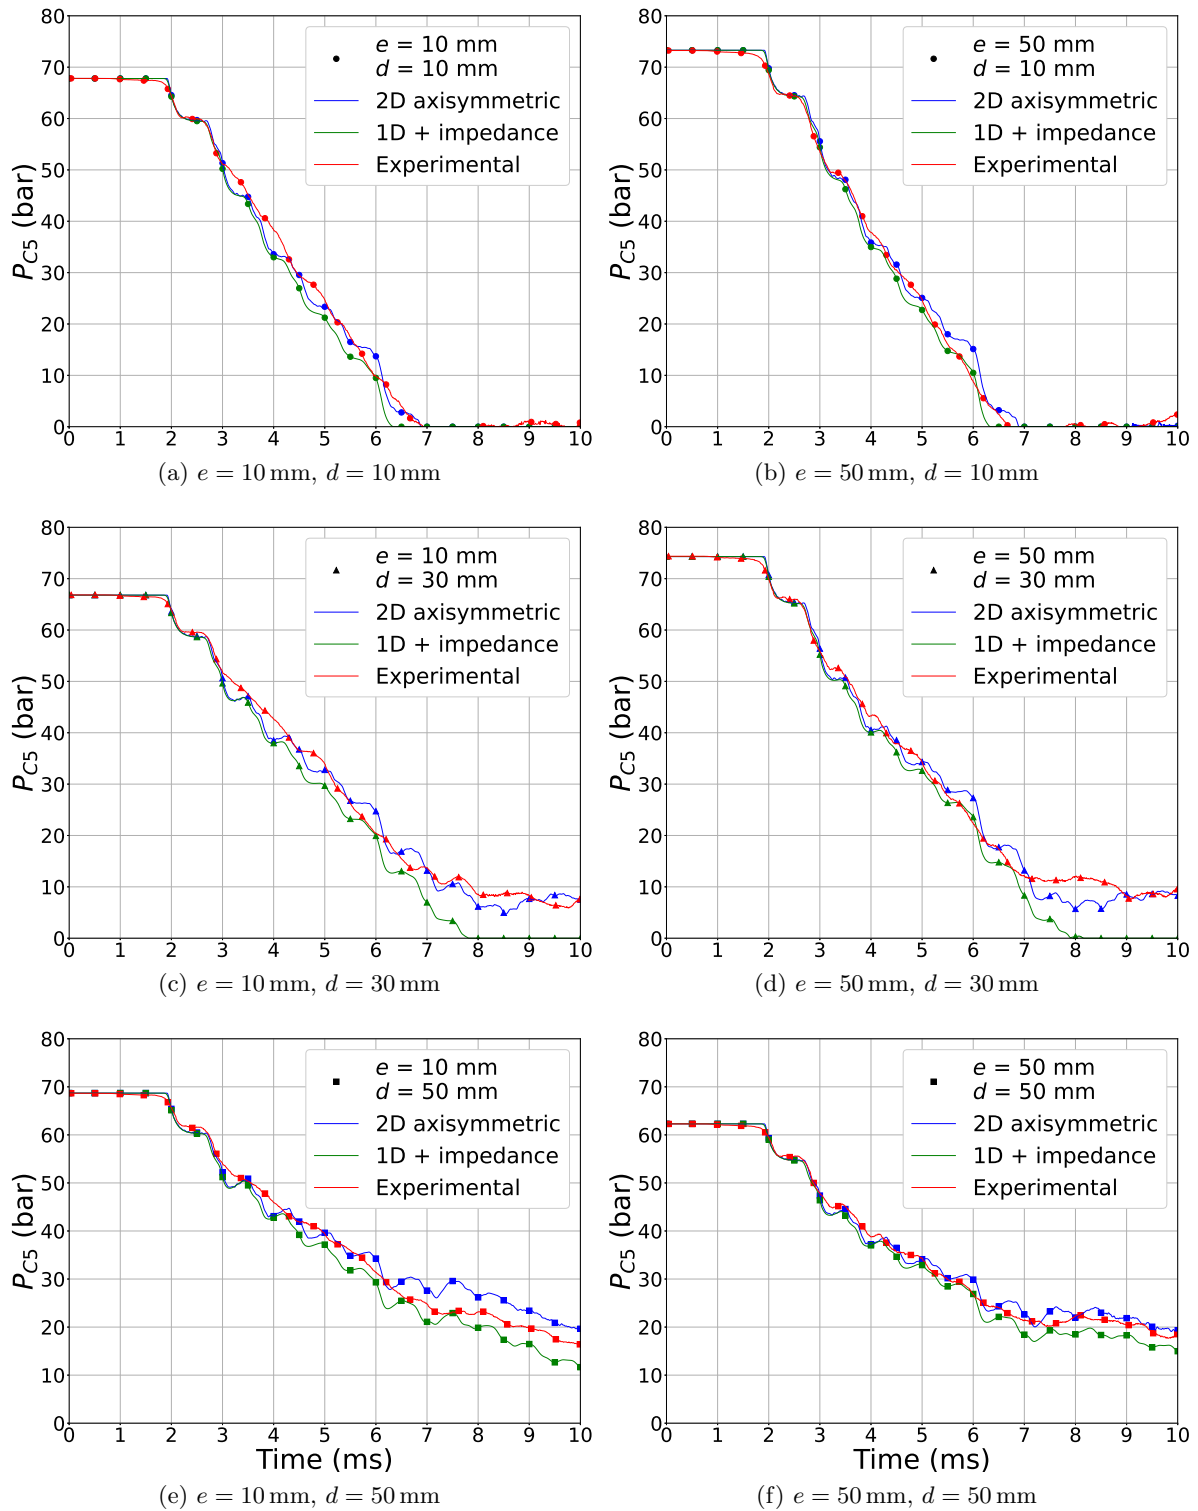 80
70
60
50
40
30
20
10
0
P_C5 (bar)
e = 10 mm
d = 10 mm
2D axisymmetric
1D + impedance
Experimental
0 1 2 3 4 5 6 7 8 9 10
(a) e = 10 mm, d = 10 mm
80
70
60
50
40
30
20
10
0
P_C5 (bar)
e = 50 mm
d = 10 mm
2D axisymmetric
1D + impedance
Experimental
0 1 2 3 4 5 6 7 8 9 10
(b) e = 50 mm, d = 10 mm
80
70
60
50
40
30
20
10
0
P_C5 (bar)
e = 10 mm
d = 30 mm
2D axisymmetric
1D + impedance
Experimental
0 1 2 3 4 5 6 7 8 9 10
(c) e = 10 mm, d = 30 mm
80
70
60
50
40
30
20
10
0
P_C5 (bar)
e = 50 mm
d = 30 mm
2D axisymmetric
1D + impedance
Experimental
0 1 2 3 4 5 6 7 8 9 10
(d) e = 50 mm, d = 30 mm
80
70
60
50
40
30
20
10
0
P_C5 (bar)
e = 10 mm
d = 50 mm
2D axisymmetric
1D + impedance
Experimental
0 1 2 3 4 5 6 7 8 9 10
Time (ms)
(e) e = 10 mm, d = 50 mm
80
70
60
50
40
30
20
10
0
P_C5 (bar)
e = 50 mm
d = 50 mm
2D axisymmetric
1D + impedance
Experimental
0 1 2 3 4 5 6 7 8 9 10
Time (ms)
(f) e = 50 mm, d = 50 mm